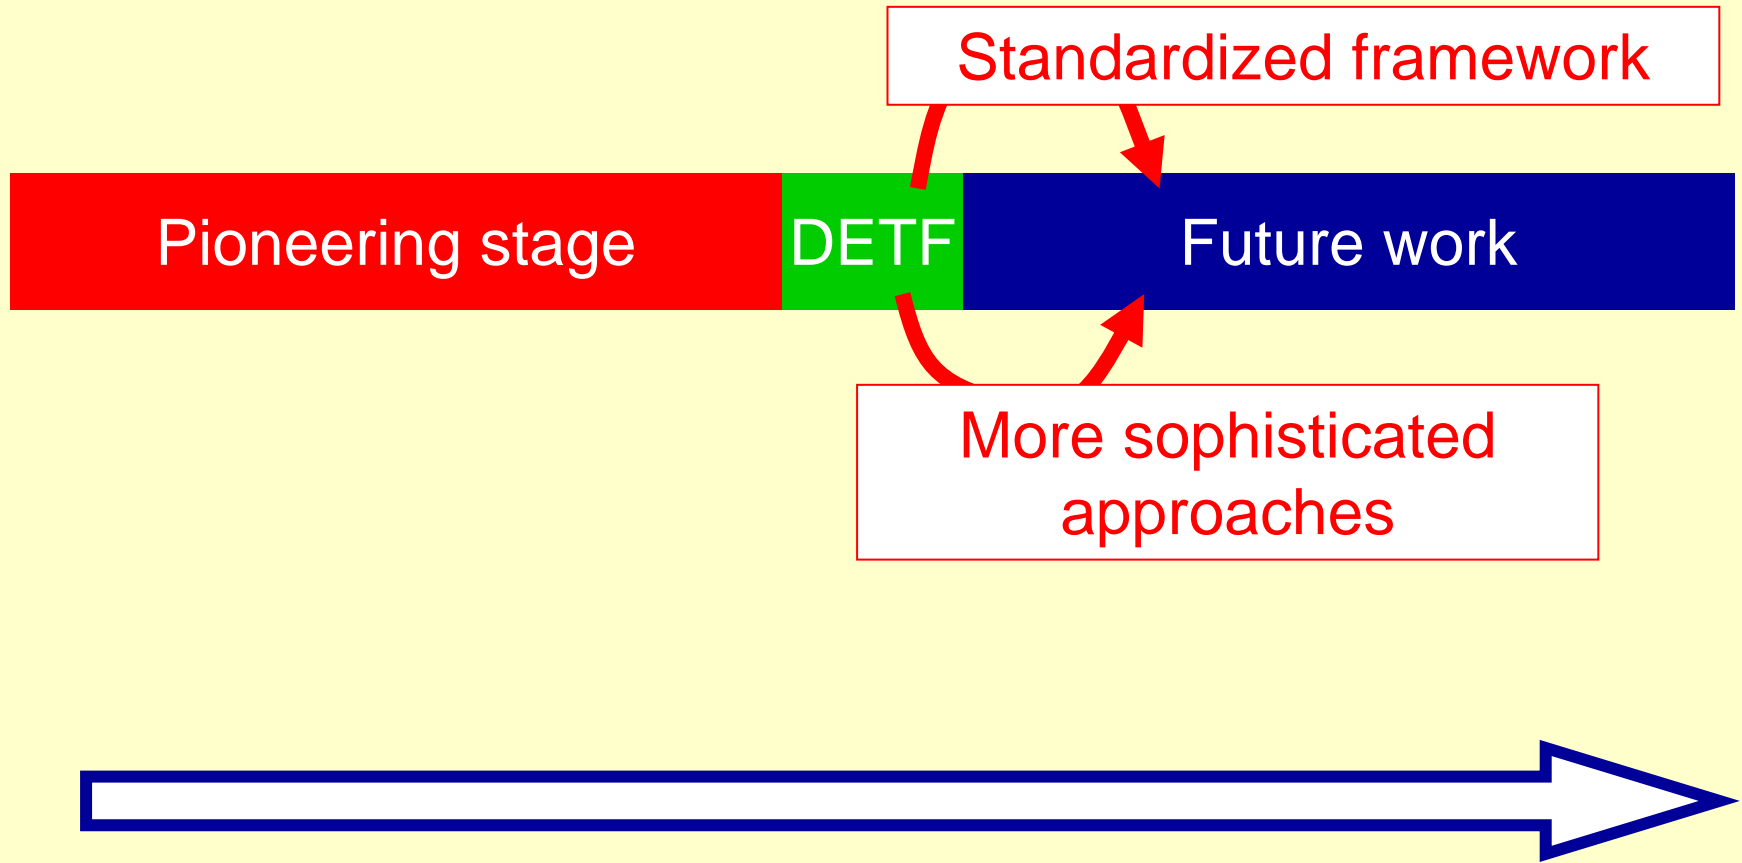 Standardized framework
Pioneering stage
DETF
Future work
More sophisticated
approaches